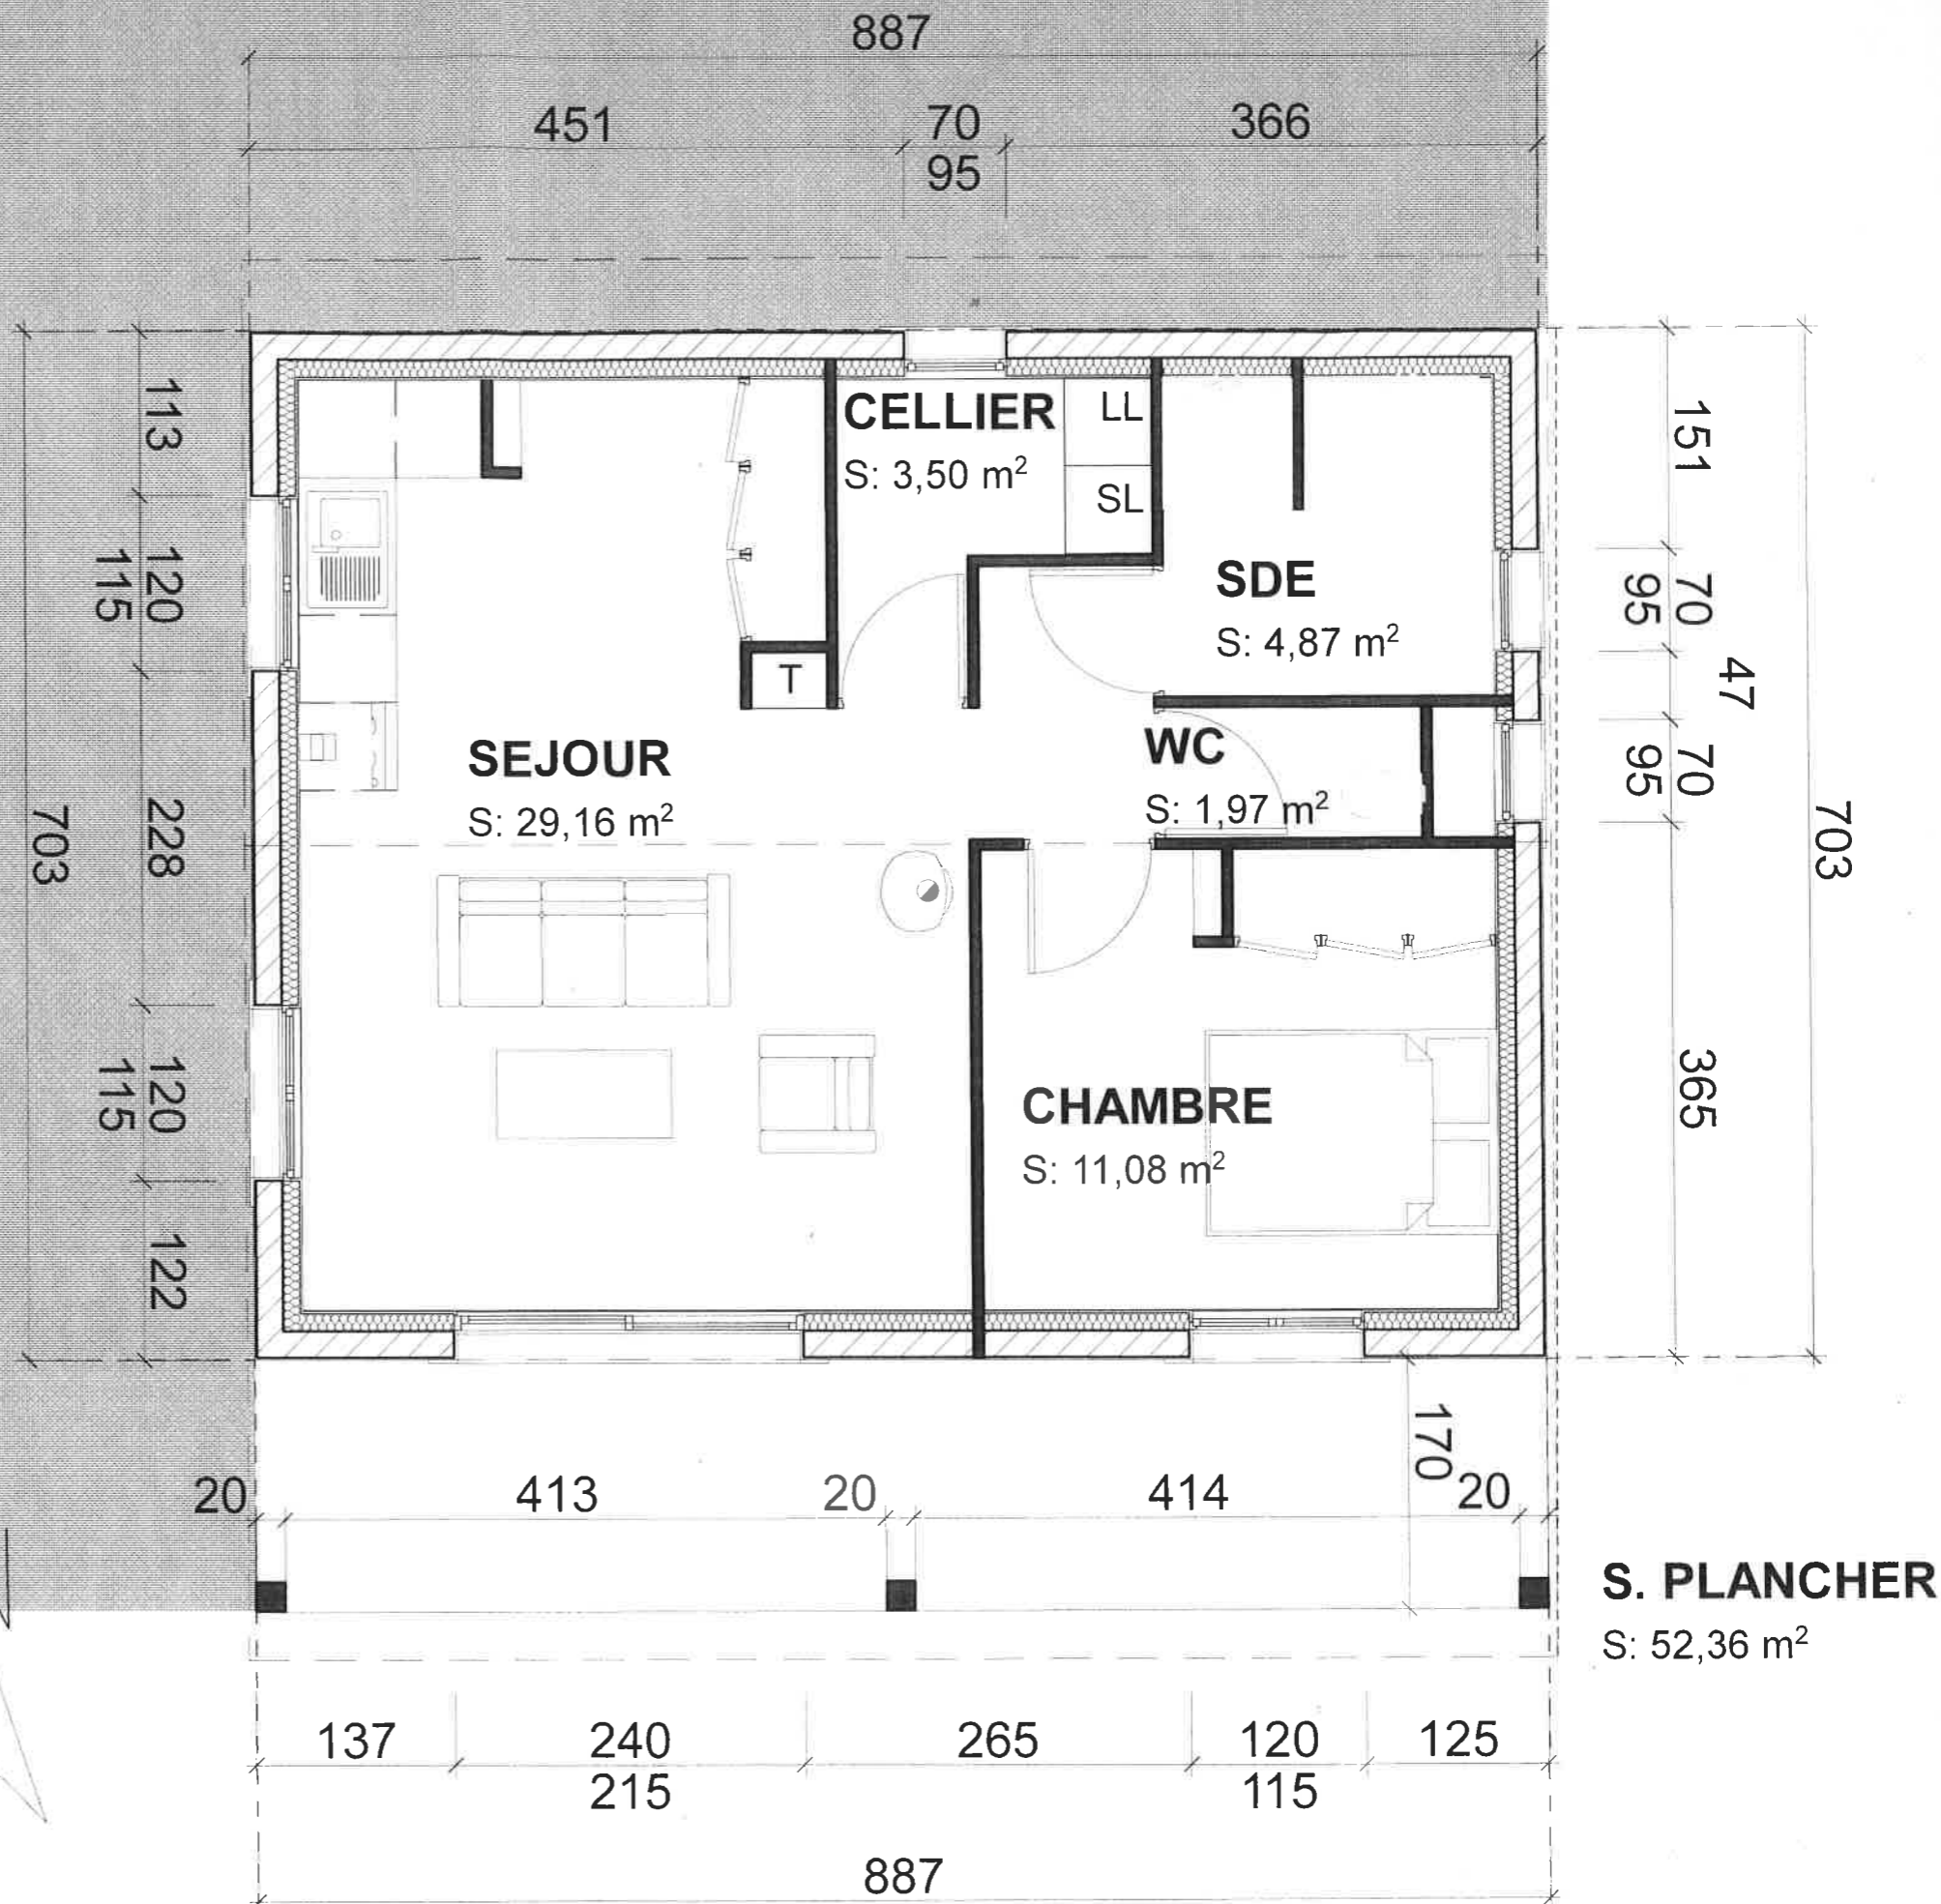 887
451
70
366
95
CELLIER
LL
S: 3,50 m²
SL
113
151
120
115
SDE
S: 4,87 m²
70
95
47
T
SEJOUR
S: 29,16 m²
WC
S: 1,97 m²
70
95
703
228
703
120
115
CHAMBRE
S: 11,08 m²
365
122
170
20
413
20
414
20
S. PLANCHER
S: 52,36 m²
137
240
265
120
125
215
115
887